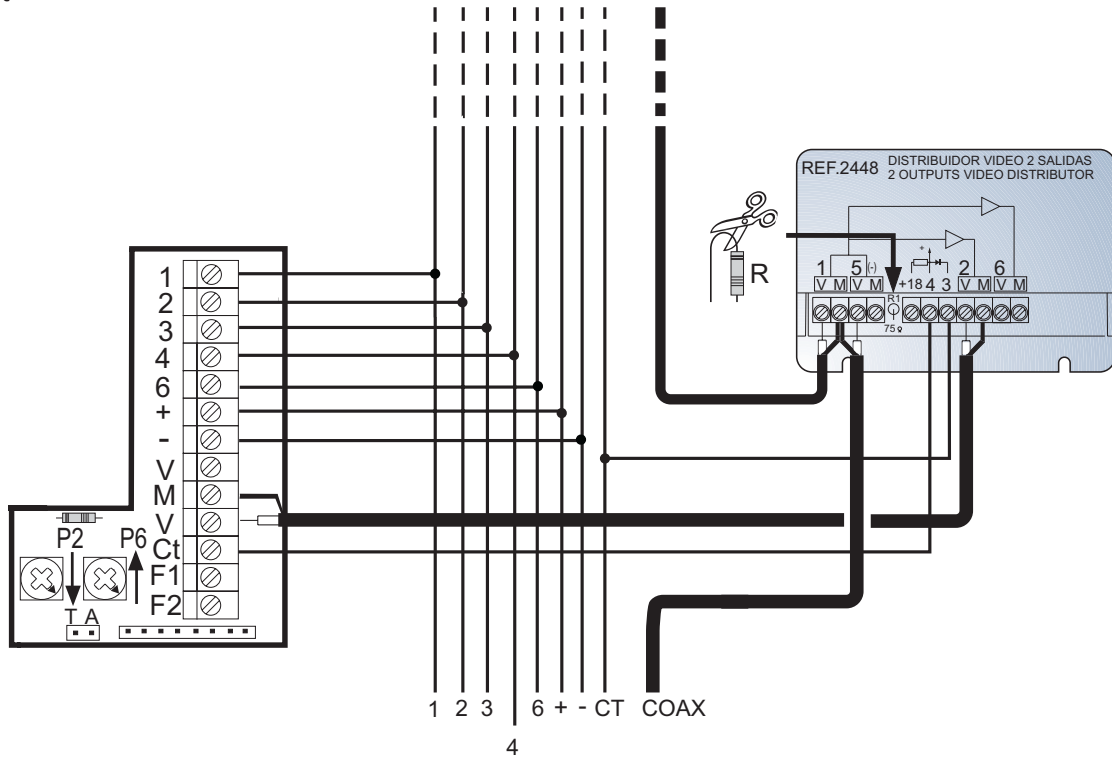 REF.2448
DISTRIBUIDOR VIDEO 2 SALIDAS
2 OUTPUTS VIDEO DISTRIBUTOR
R
+
1 5 (-) 2 6
V M V M +18 4 3 V M V M
R1
75
1
2
3
4
6
+
-
V
M
V
Ct
F1
F2
P2 P6
T A
1 2 3 6 + - CT COAX
4